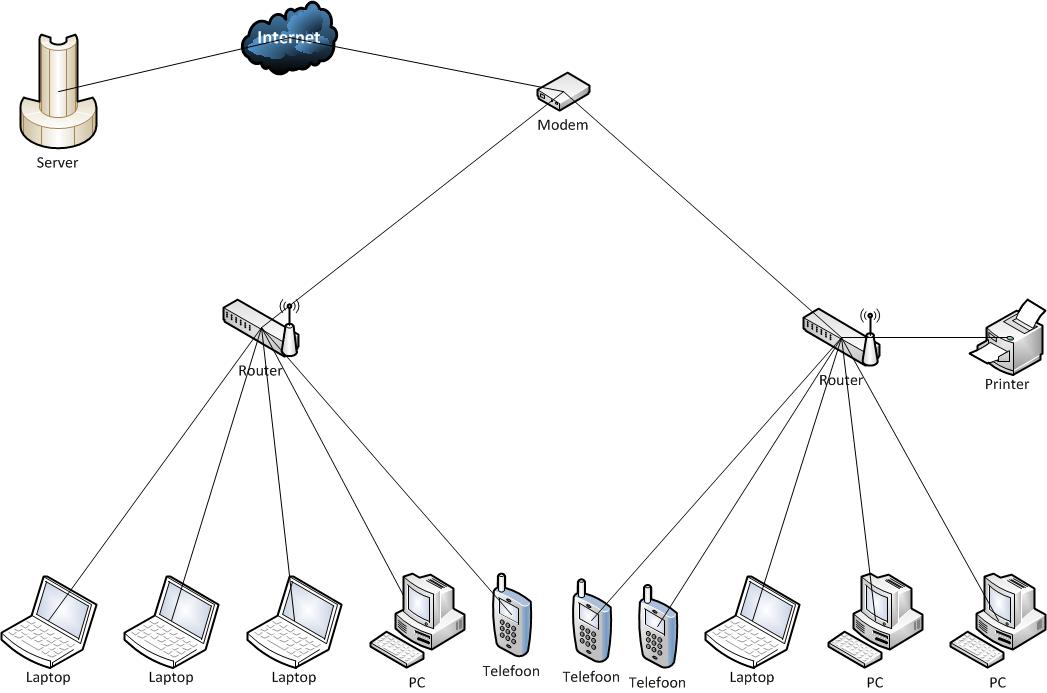 Internet
Modem
Server
Router
Router
Printer
Laptop
Laptop
Laptop
PC
Telefoon
Telefoon
Telefoon
Laptop
PC
PC